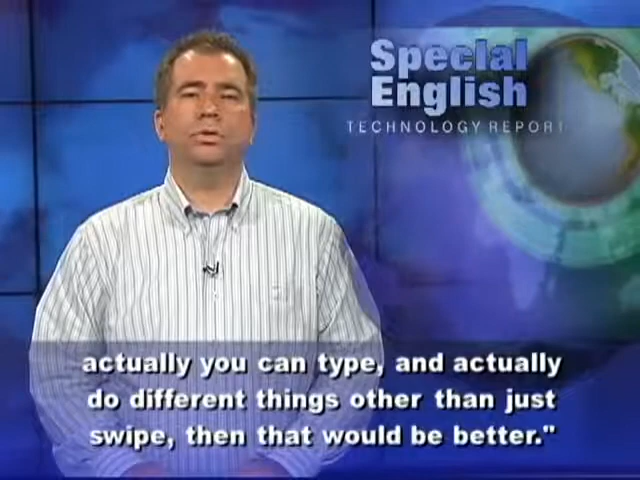 Special
English
TECHNOLOGY REPORT
actually you can type, and actually
do different things other than just
swipe, then that would be better."